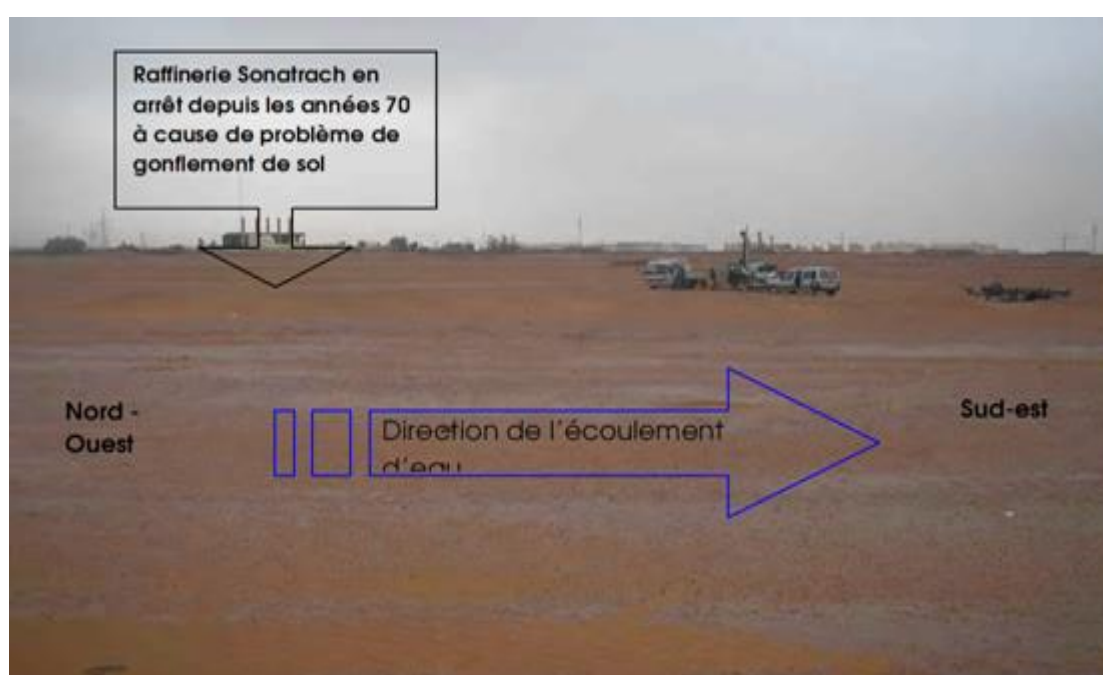 Raffinerie Sonatrach en
arrêt depuis les années 70
à cause de problème de
gonflement de sol
Nord -
Ouest
Direction de l'écoulement
d'eau
Sud-est